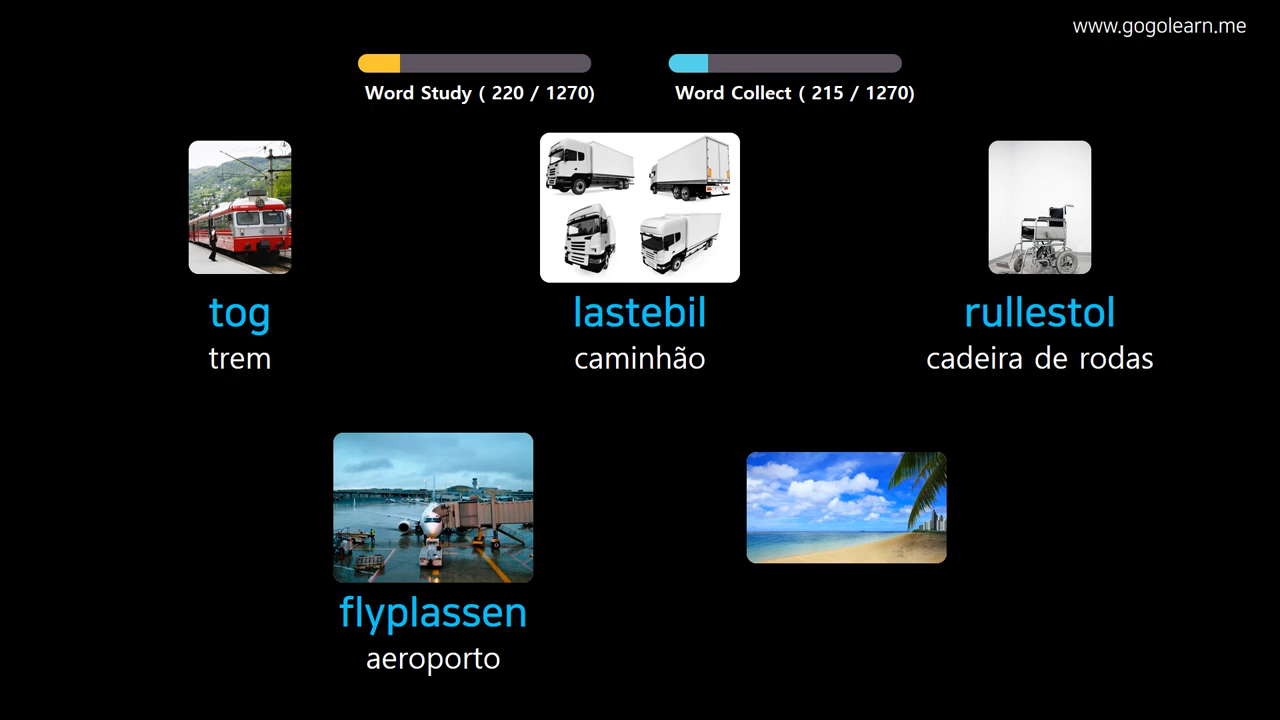 www.gogolearn.me
Word Study ( 220 / 1270)
Word Collect ( 215 / 1270)
tog
trem
lastebil
caminhão
rullestol
cadeira de rodas
flyplassen
aeroporto